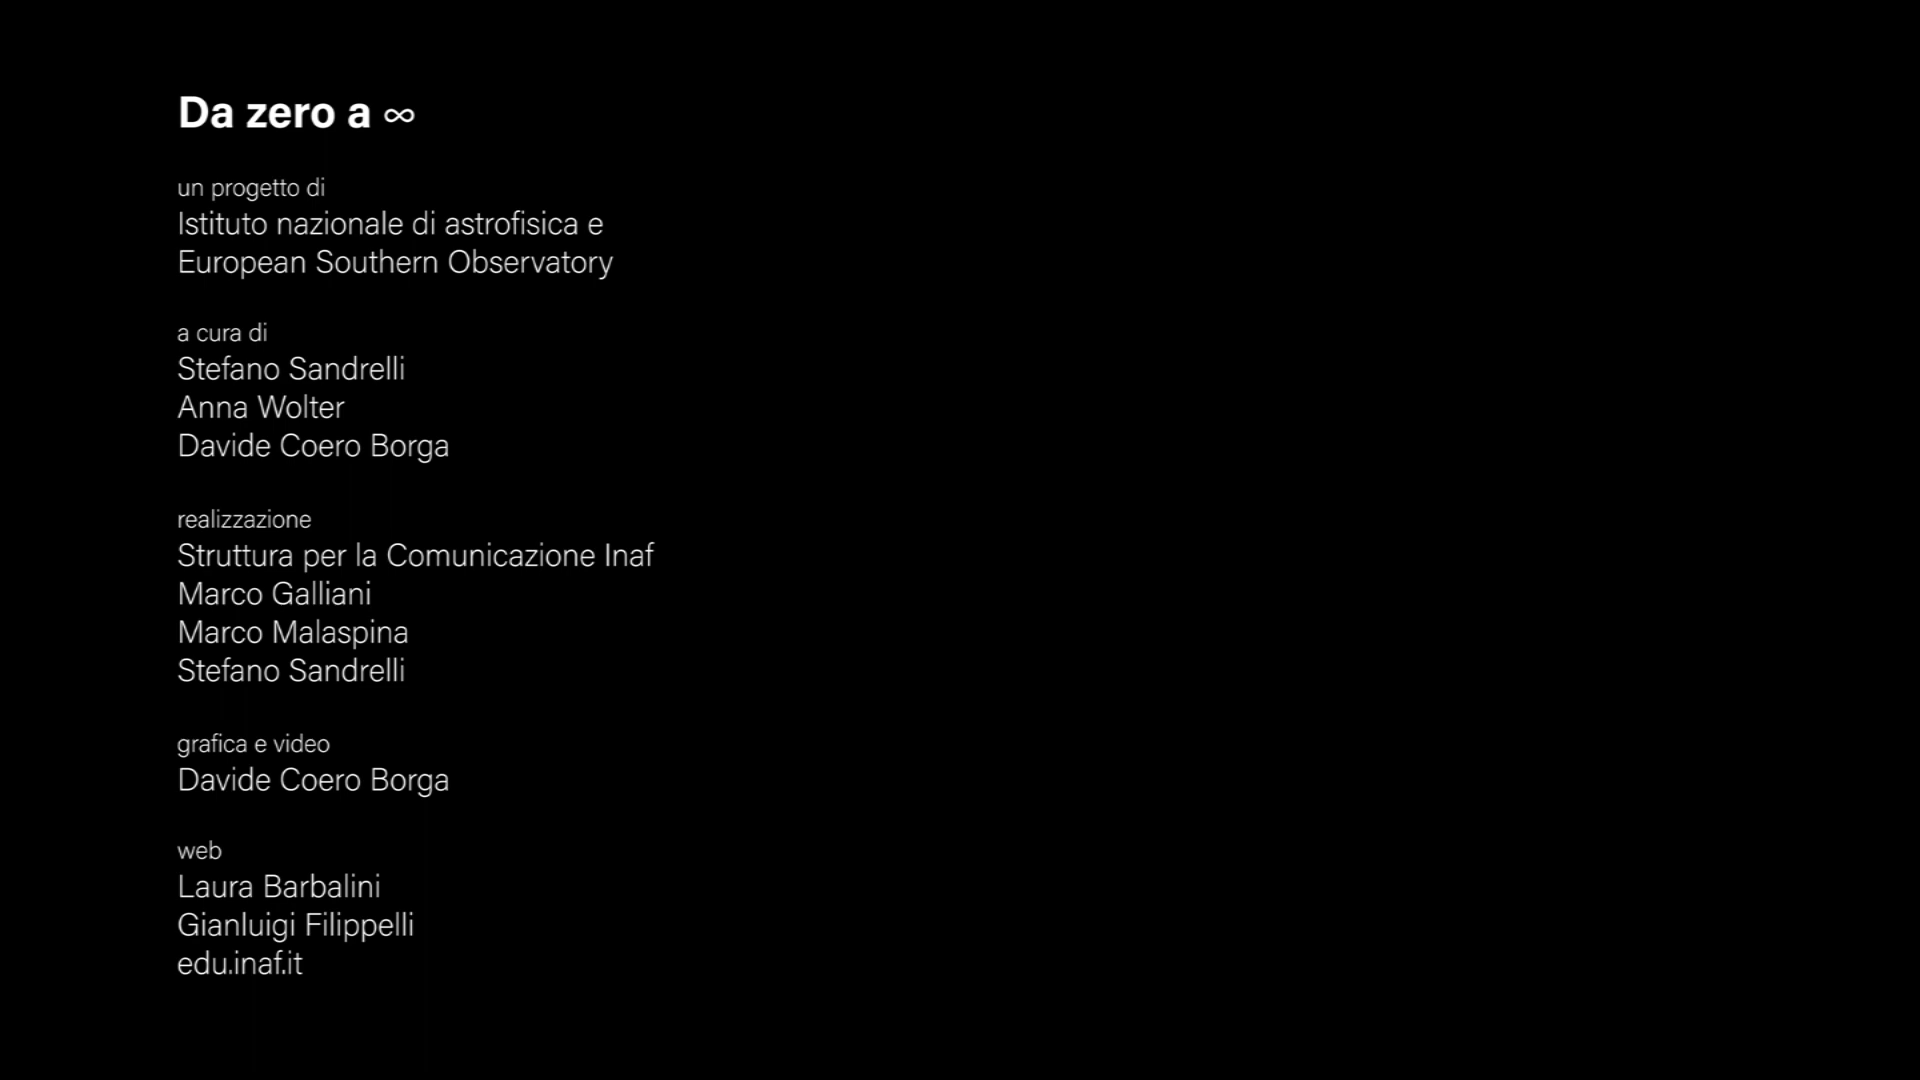 Da zero a ∞
un progetto di
Istituto nazionale di astrofisica e
European Southern Observatory
a cura di
Stefano Sandrelli
Anna Wolter
Davide Coero Borga
realizzazione
Struttura per la Comunicazione Inaf
Marco Galliani
Marco Malaspina
Stefano Sandrelli
grafica e video
Davide Coero Borga
web
Laura Barbalini
Gianluigi Filippelli
edu.inaf.it